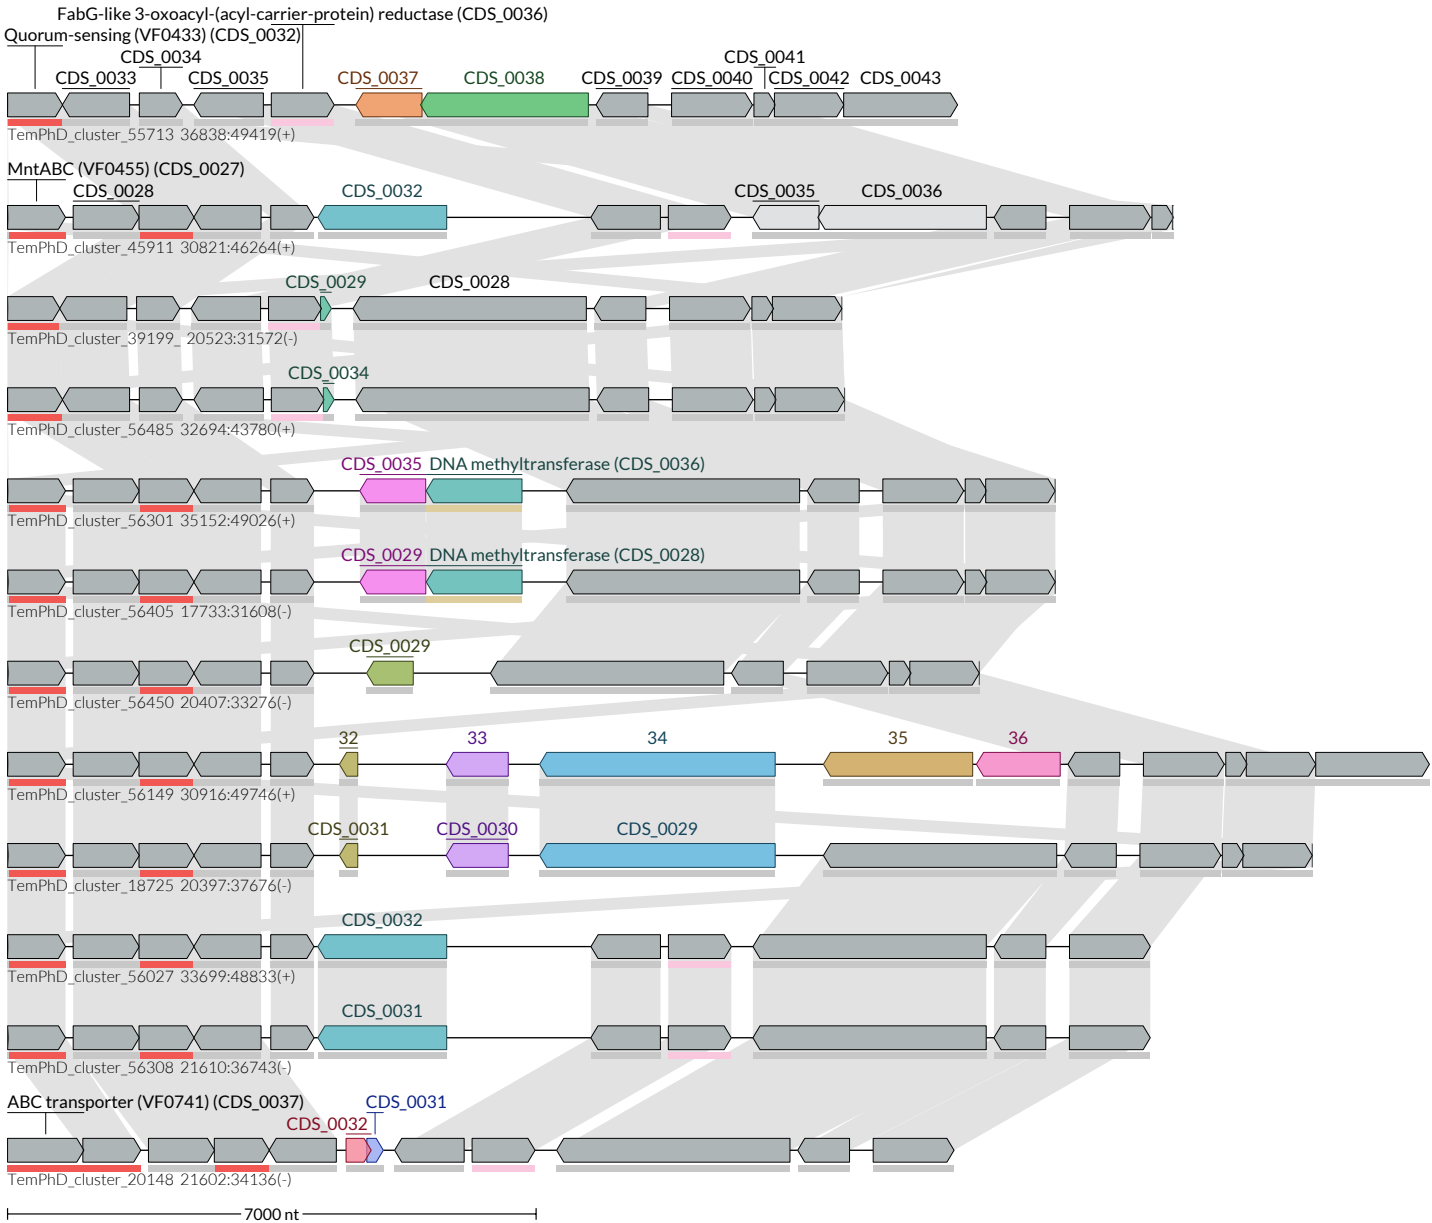 FabG-like 3-oxoacyl-(acyl-carrier-protein) reductase (CDS_0036)
Quorum-sensing (VF0433) (CDS_0032)
CDS_0034 CDS_0041
CDS_0033 CDS_0035 CDS_0037 CDS_0038 CDS_0039 CDS_0040 CDS_0042 CDS_0043
TemPhD_cluster_55713 36838:49419(+)
MntABC (VF0455) (CDS_0027)
CDS_0028 CDS_0032 CDS_0035 CDS_0036
TemPhD_cluster_45911 30821:46264(+)
CDS_0029 CDS_0028
TemPhD_cluster_39199_ 20523:31572(-)
CDS_0034
TemPhD_cluster_56485 32694:43780(+)
CDS_0035 DNA methyltransferase (CDS_0036)
TemPhD_cluster_56301 35152:49026(+)
CDS_0029 DNA methyltransferase (CDS_0028)
TemPhD_cluster_56405 17733:31608(-)
CDS_0029
TemPhD_cluster_56450 20407:33276(-)
32 33 34 35 36
TemPhD_cluster_56149 30916:49746(+)
CDS_0031 CDS_0030 CDS_0029
TemPhD_cluster_18725 20397:37676(-)
CDS_0032
TemPhD_cluster_56027 33699:48833(+)
CDS_0031
TemPhD_cluster_56308 21610:36743(-)
ABC transporter (VF0741) (CDS_0037) CDS_0031
CDS_0032
TemPhD_cluster_20148 21602:34136(-)
7000 nt